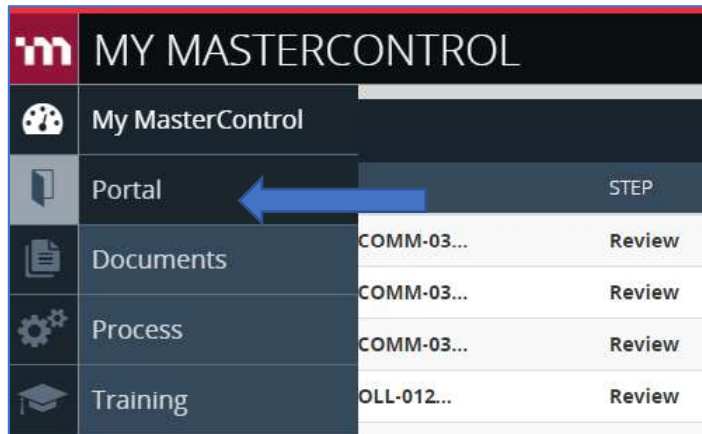 MY MASTERCONTROL
My MasterControl
Portal
STEP
Documents
COMM-03...
Review
COMM-03...
Review
Process
COMM-03...
Review
Training
OLL-012...
Review